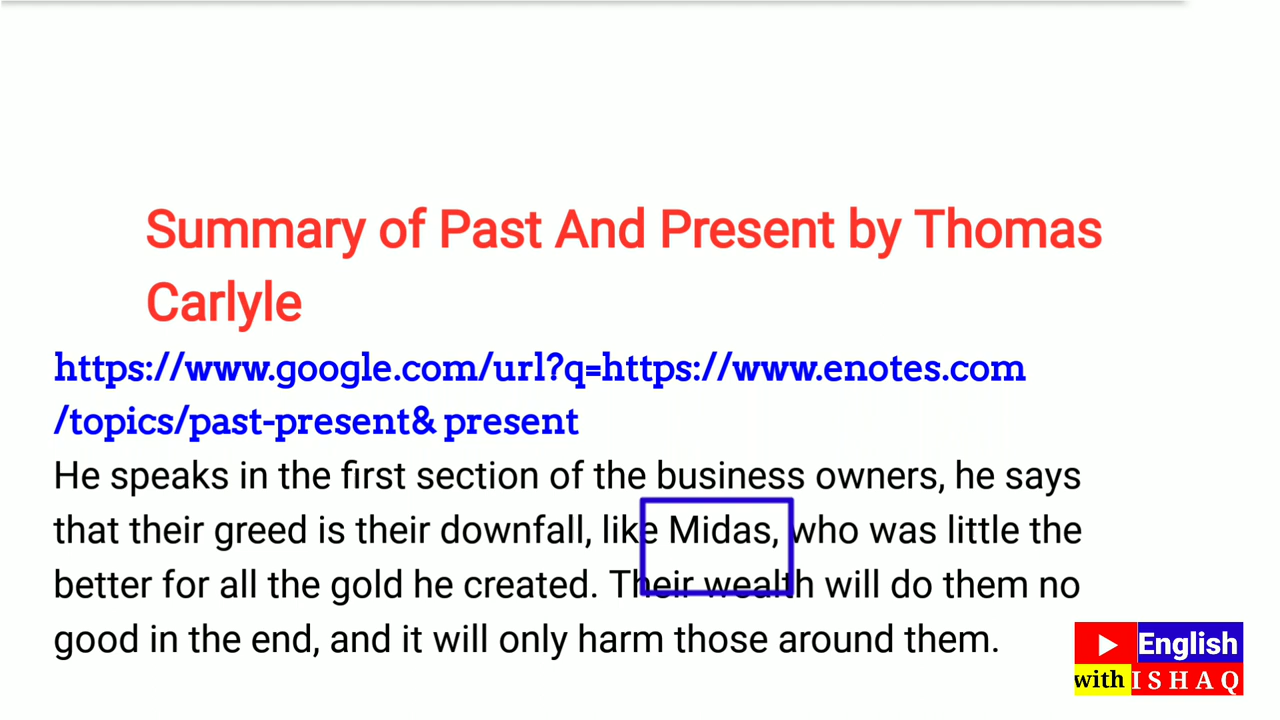 Summary of Past And Present by Thomas
Carlyle
https://www.google.com/url?q=https://www.enotes.com
/topics/past-present& present
He speaks in the first section of the business owners, he says
that their greed is their downfall, like Midas, who was little the
better for all the gold he created. Their wealth will do them no
good in the end, and it will only harm those around them.
English
with ISHAQ